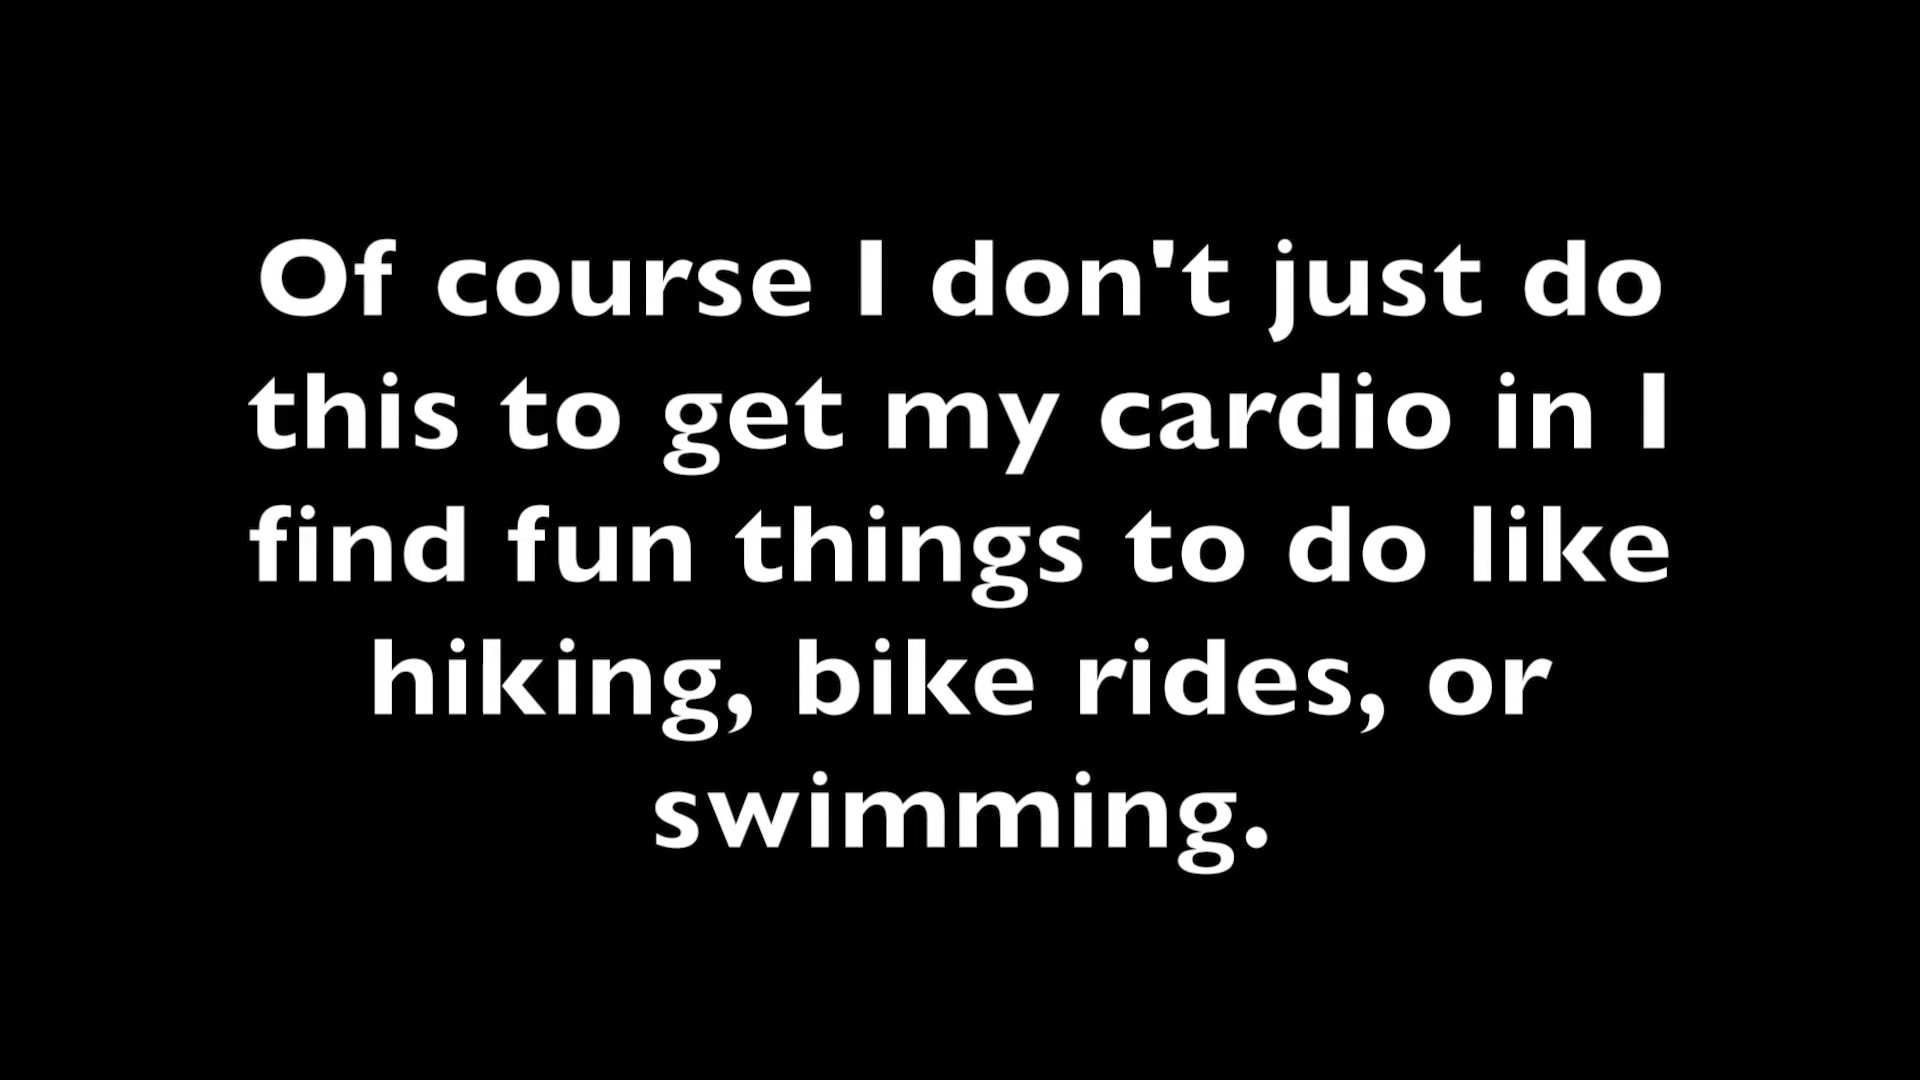 Of course I don't just do
this to get my cardio in I
find fun things to do like
hiking, bike rides, or
swimming.